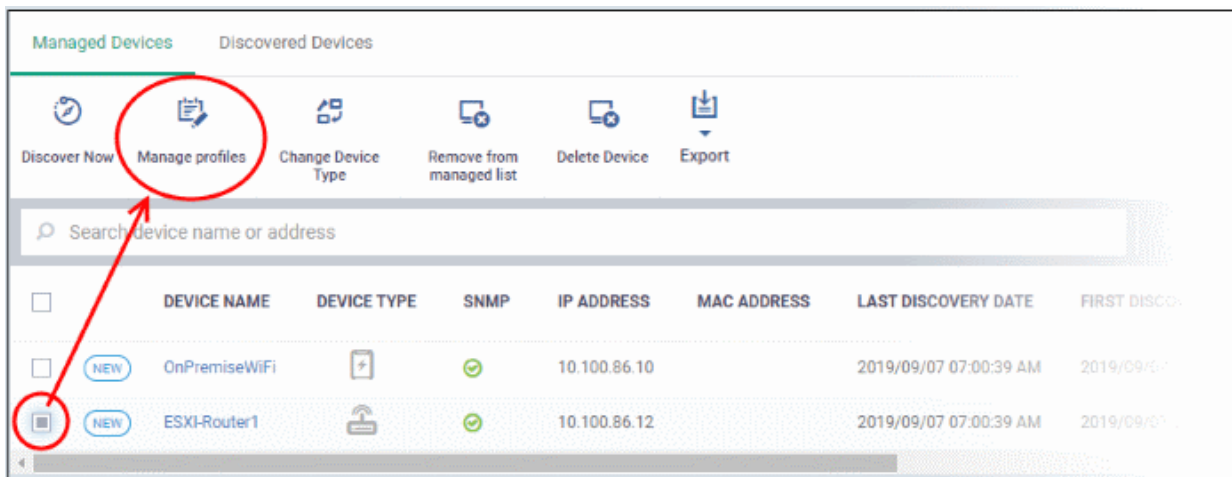 Managed Devices Discovered Devices
Discover Now Manage profiles Change Device Type Remove from managed list Delete Device Export
Search device name or address
DEVICE NAME DEVICE TYPE SNMP IP ADDRESS MAC ADDRESS LAST DISCOVERY DATE FIRST
NEW OnPremiseWiFi 10.100.86.10 2019/09/07 07:00:39 AM
NEW ESXI-Router1 10.100.86.12 2019/09/07 07:00:39 AM